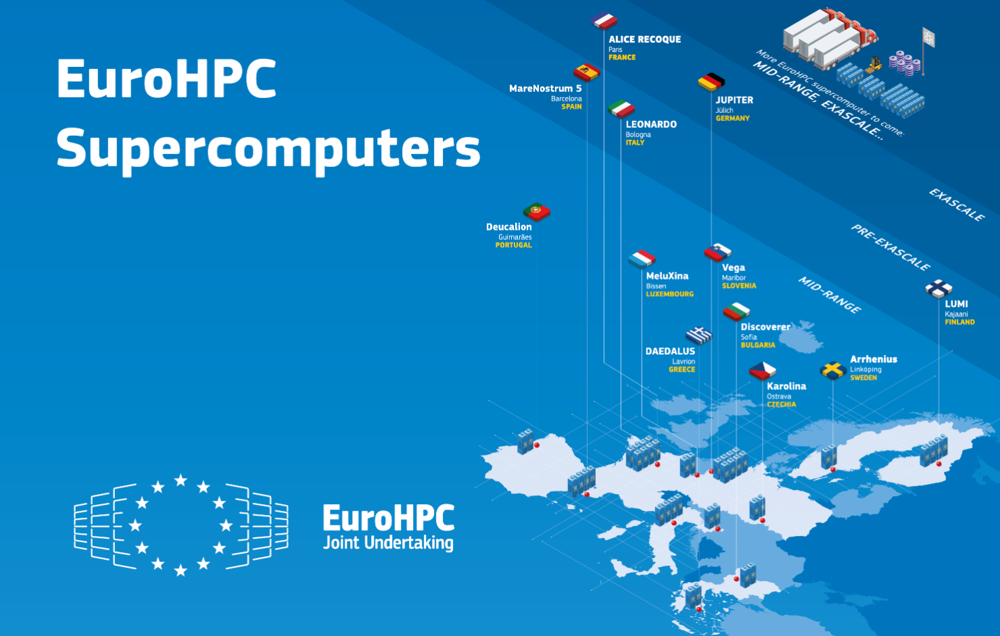 EuroHPC
Supercomputers
ALICE RECOQUE
Paris
FRANCE
MareNostrum 5
Barcelona
SPAIN
JUPITER
Jülich
GERMANY
LEONARDO
Bologna
ITALY
More EuroHPC supercomputer to come:
MID-RANGE, EXASCALE...
EXASCALE
PRE-EXASCALE
MID-RANGE
Deucalion
Guimarães
PORTUGAL
MeluXina
Bissen
LUXEMBOURG
Vega
Maribor
SLOVENIA
LUMI
Kajaani
FINLAND
Discoverer
Sofia
BULGARIA
DAEDALUS
Lavrion
GREECE
Arrhenius
Linköping
SWEDEN
Karolina
Ostrava
CZECHIA
EuroHPC
Joint Undertaking